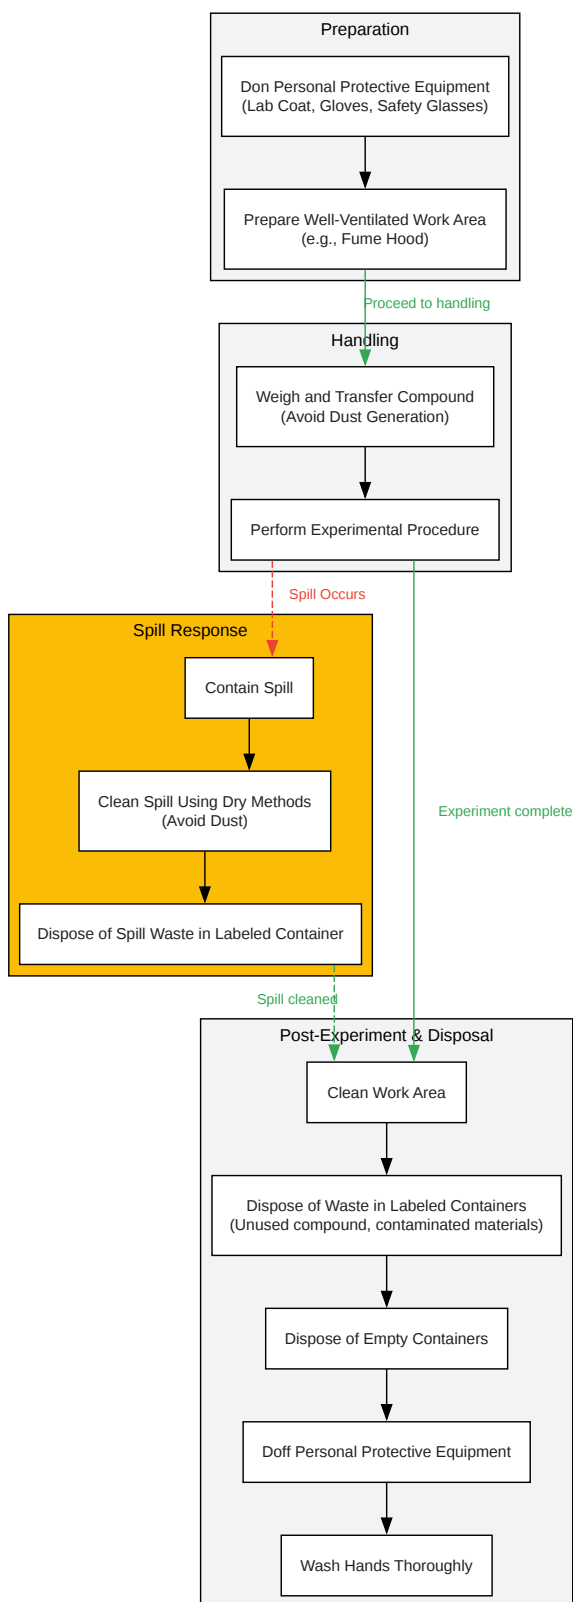 Preparation
Don Personal Protective Equipment
(Lab Coat, Gloves, Safety Glasses)
Prepare Well-Ventilated Work Area
(e.g., Fume Hood)
Proceed to handling
Handling
Weigh and Transfer Compound
(Avoid Dust Generation)
Perform Experimental Procedure
Spill Occurs
Spill Response
Contain Spill
Clean Spill Using Dry Methods
(Avoid Dust)
Experiment complete
Dispose of Spill Waste in Labeled Container
Spill cleaned
Post-Experiment & Disposal
Clean Work Area
Dispose of Waste in Labeled Containers
(Unused compound, contaminated materials)
Dispose of Empty Containers
Doff Personal Protective Equipment
Wash Hands Thoroughly